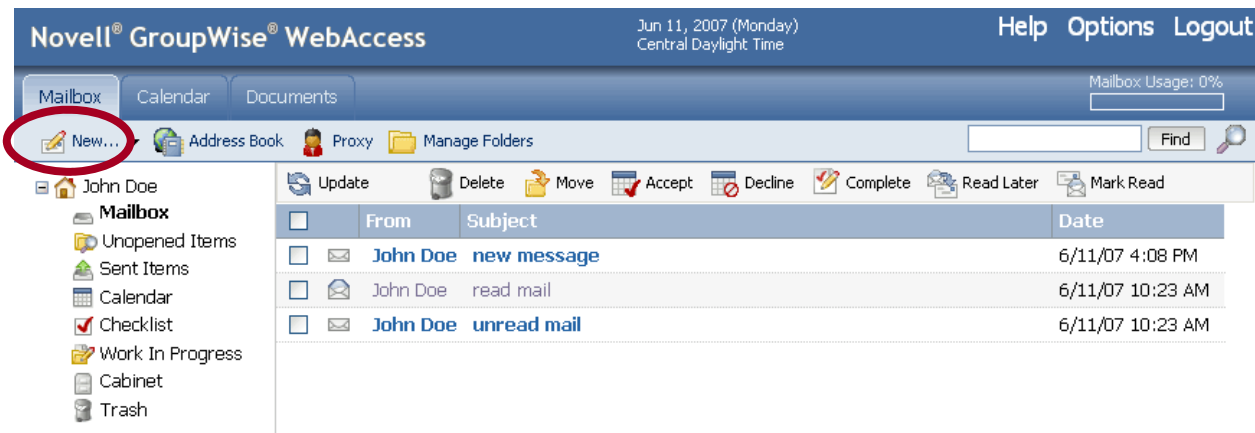 Novell® GroupWise® WebAccess
Jun 11, 2007 (Monday)
Central Daylight Time
Help Options Logout
Mailbox Calendar Documents
Mailbox Usage: 0%
New... Address Book Proxy Manage Folders Find
John Doe
Mailbox
Unopened Items
Sent Items
Calendar
Checklist
Work In Progress
Cabinet
Trash
Update Delete Move Accept Decline Complete Read Later Mark Read
From Subject Date
John Doe new message 6/11/07 4:08 PM
John Doe read mail 6/11/07 10:23 AM
John Doe unread mail 6/11/07 10:23 AM